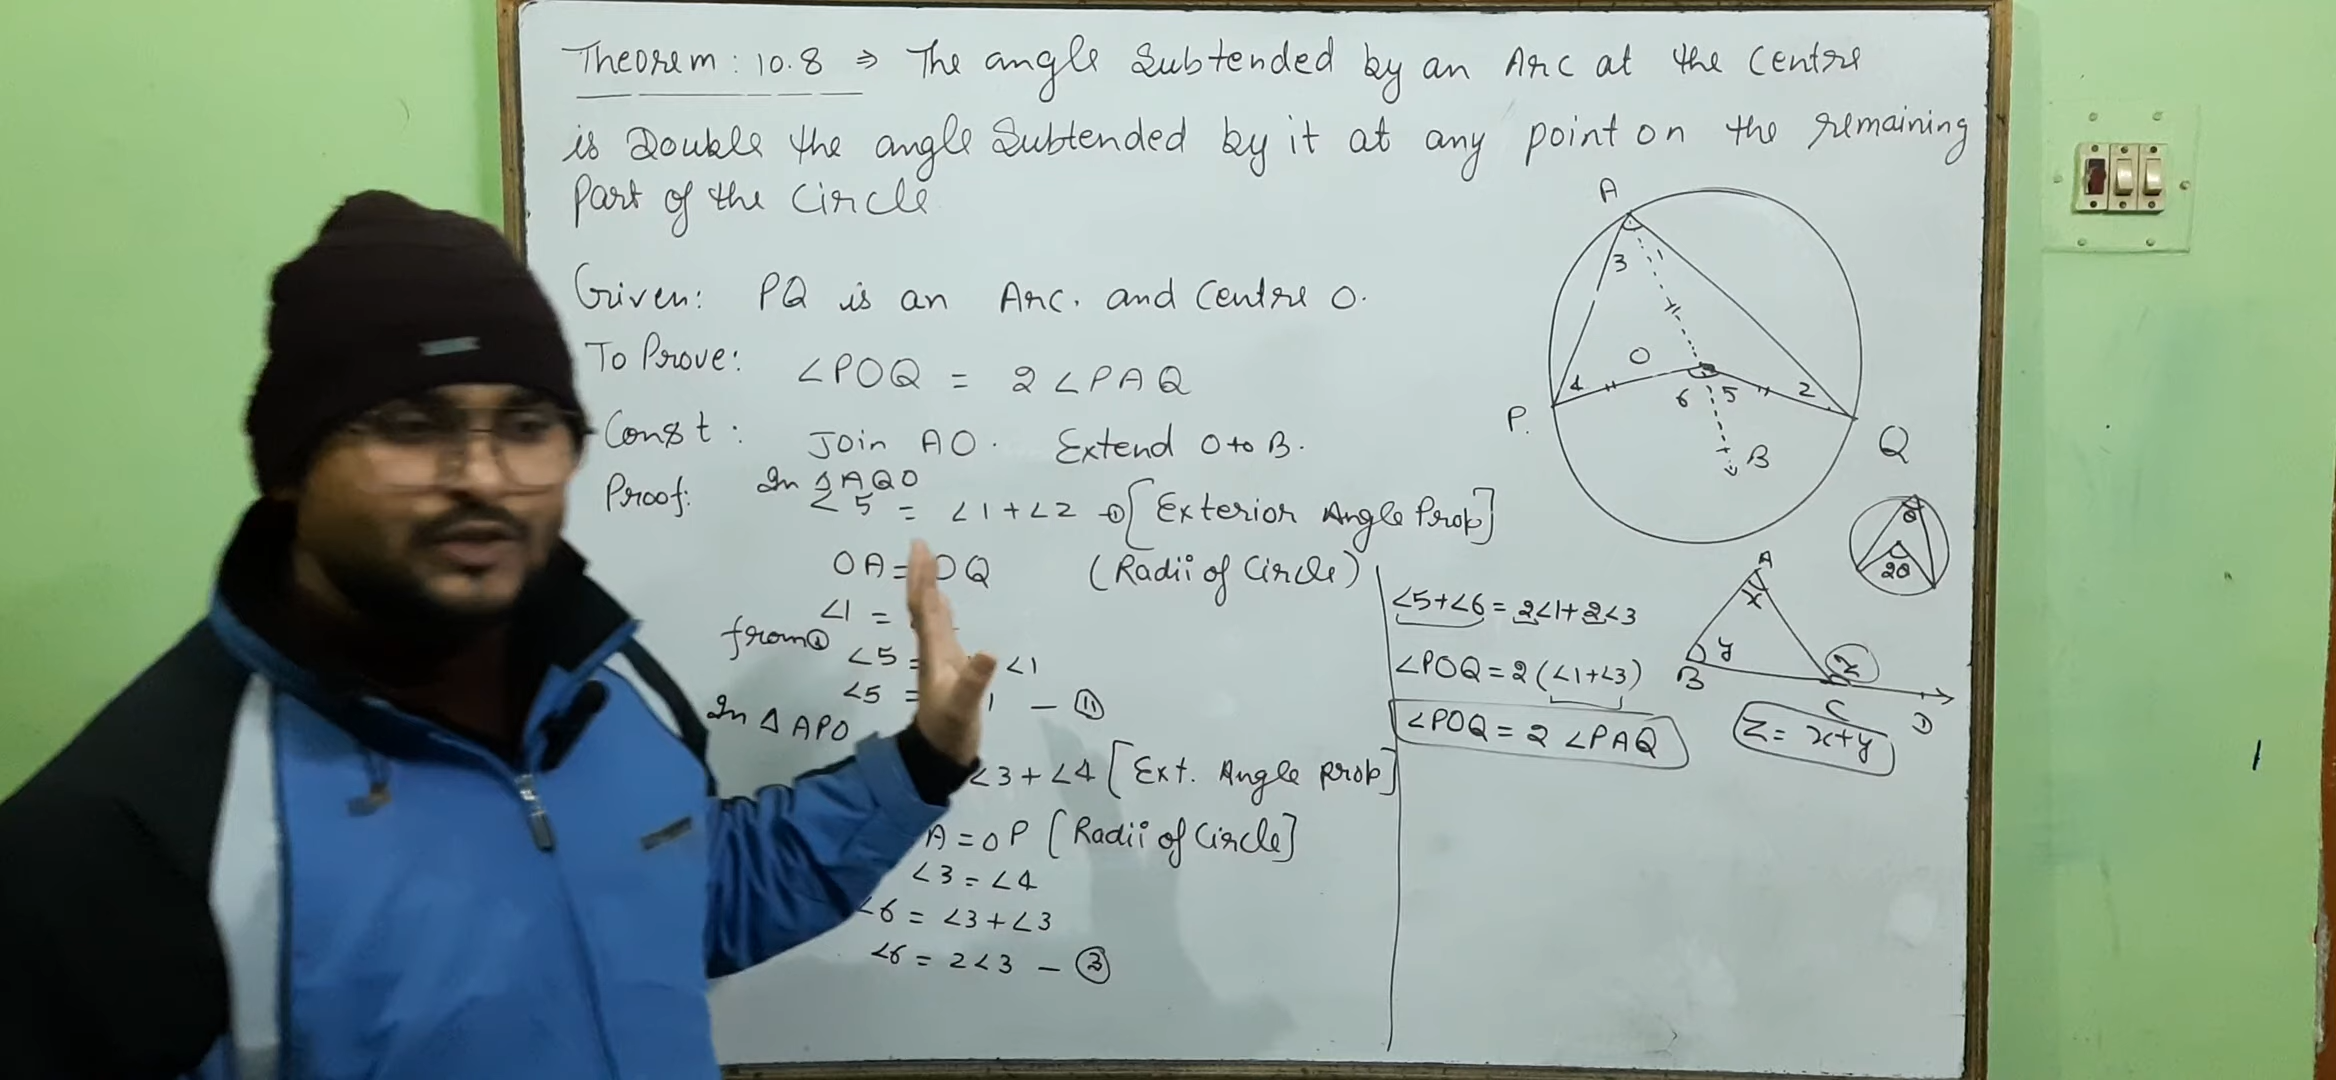 Theorem: 10.8 ⇒ The angle Subtended by an Arc at the Centre
is Double the angle Subtended by it at any point on the remaining
Part of the Circle
Given: PQ is an Arc. and Centre O.
To Prove: ∠POQ = 2∠PAQ
Const: Join AO. Extend O to B.
Proof: In △AQO
∠5 = ∠1+∠2 -① [Exterior Angle Prop]
OA= OQ (Radii of Circle)
∠1 =
from① ∠5 = ∠1
∠5 = 1 - ⑪
In △APO
∠3+∠4 [Ext. Angle prop]
A = OP [Radii of Circle]
∠3=∠4
∠6 = ∠3+∠3
∠6 = 2∠3 - ③
∠5+∠6 = 2∠1+2∠3
∠POQ = 2(∠1+∠3)
∠POQ = 2 ∠PAQ
A
3
1
O
4
6
5
2
P.
Q
B
θ
2θ
A
x
y
z
B
C
D
z = x+y